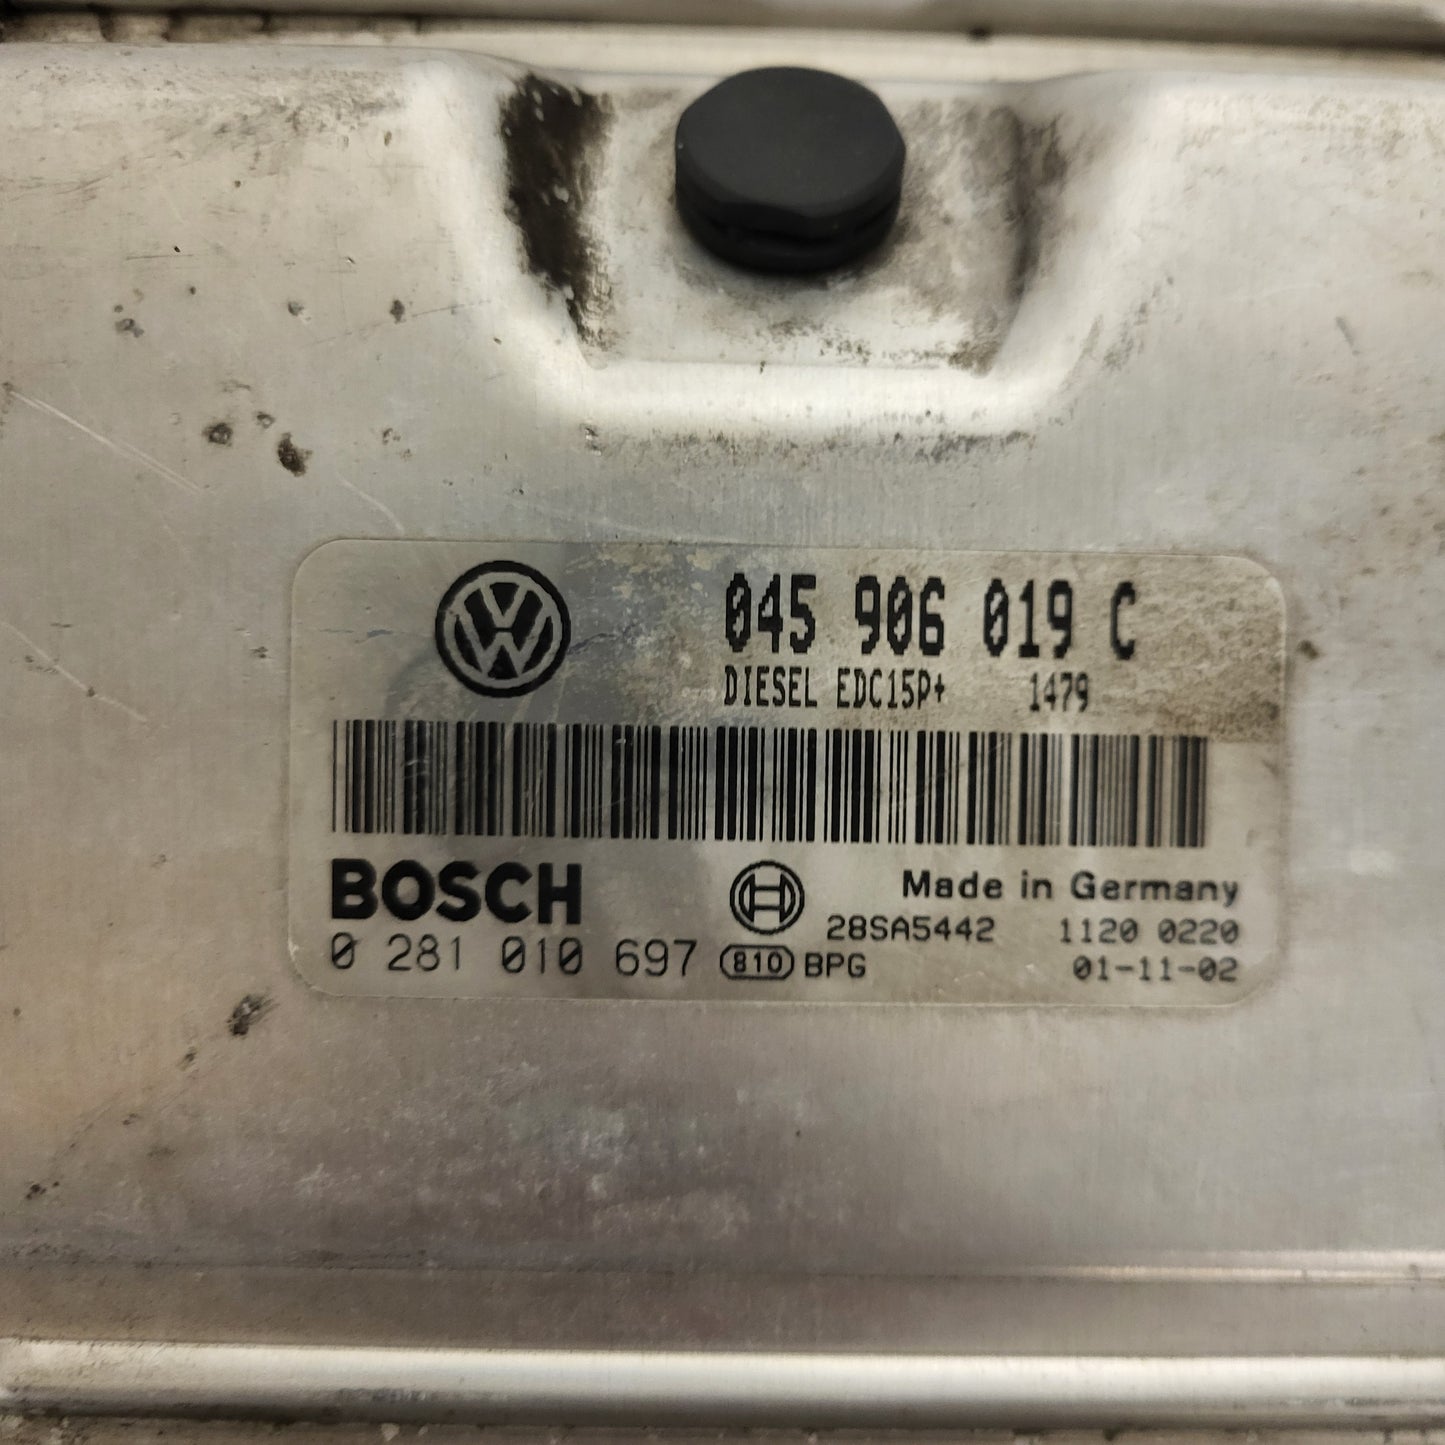 045 906 019 C
DIESEL EDC15P+ 1479
BOSCH
Made in Germany
28SA5442 1120 0220
0 281 010 697 810 BPG 01-11-02